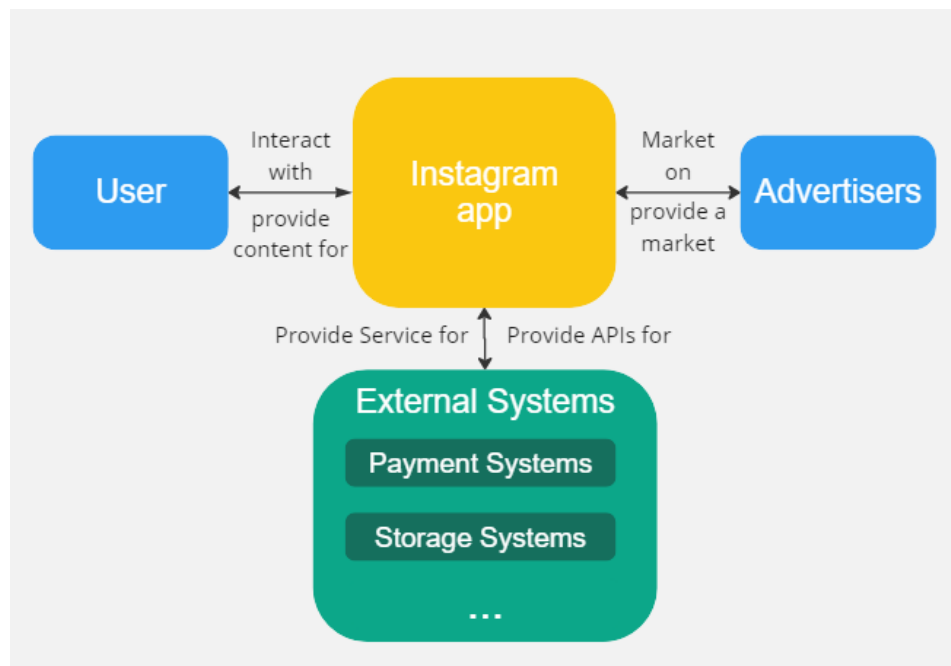 Interact
with
User
provide
content for
Instagram
app
Market
on
provide a
market
Advertisers
Provide Service for
Provide APIs for
External Systems
Payment Systems
Storage Systems
...